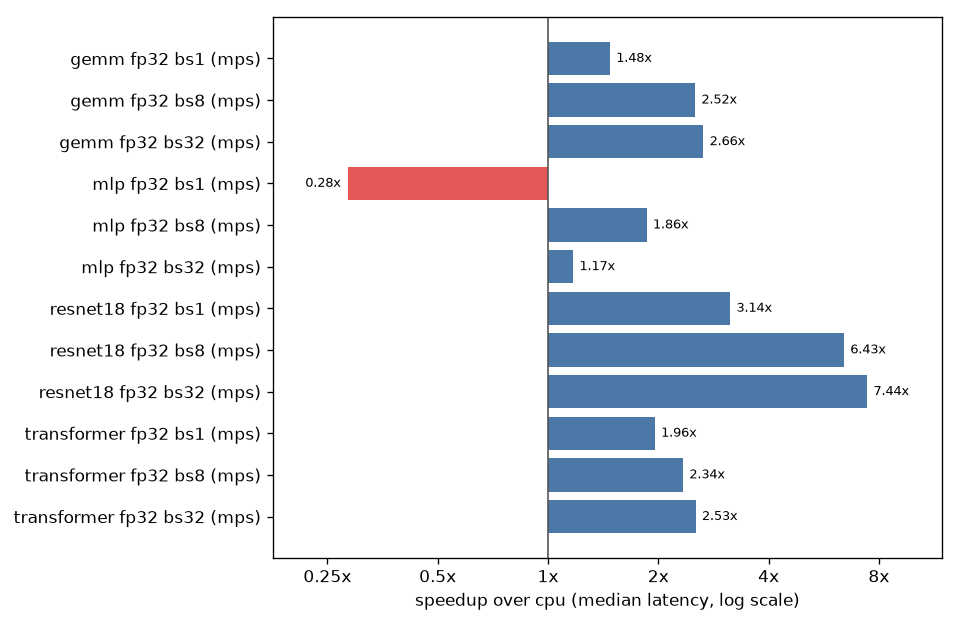 gemm fp32 bs1 (mps)
1.48x
gemm fp32 bs8 (mps)
2.52x
gemm fp32 bs32 (mps)
2.66x
mlp fp32 bs1 (mps)
0.28x
mlp fp32 bs8 (mps)
1.86x
mlp fp32 bs32 (mps)
1.17x
resnet18 fp32 bs1 (mps)
3.14x
resnet18 fp32 bs8 (mps)
6.43x
resnet18 fp32 bs32 (mps)
7.44x
transformer fp32 bs1 (mps)
1.96x
transformer fp32 bs8 (mps)
2.34x
transformer fp32 bs32 (mps)
2.53x
0.25x 0.5x 1x 2x 4x 8x
speedup over cpu (median latency, log scale)